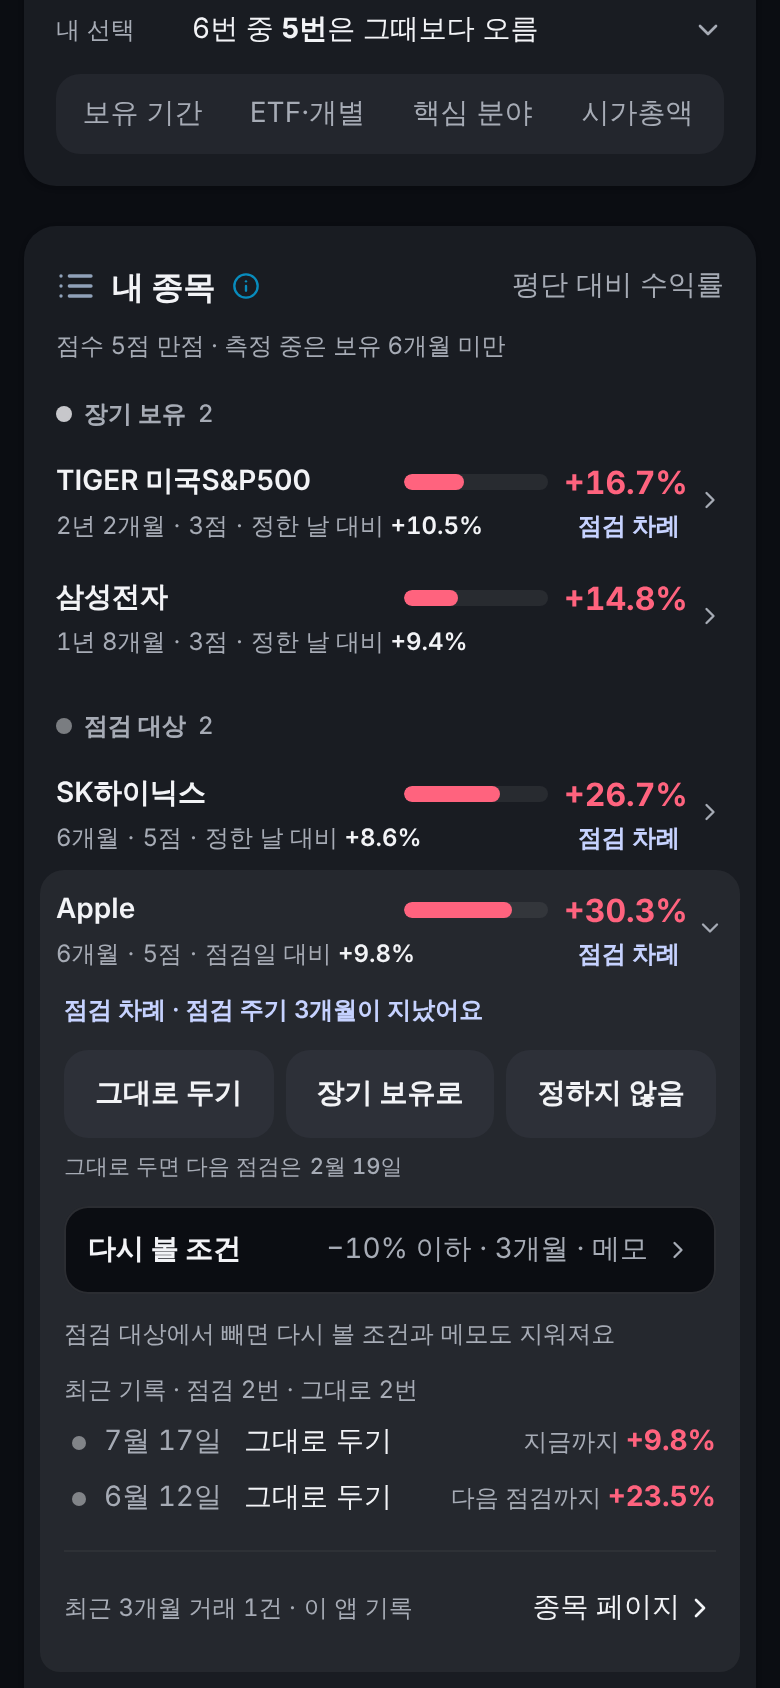 내 선택 6번 중 5번은 그때보다 오름
보유 기간 ETF·개별 핵심 분야 시가총액
내 종목 평단 대비 수익률
점수 5점 만점 · 측정 중은 보유 6개월 미만
장기 보유 2
TIGER 미국S&P500 +16.7%
2년 2개월 · 3점 · 정한 날 대비 +10.5% 점검 차례
삼성전자 +14.8%
1년 8개월 · 3점 · 정한 날 대비 +9.4%
점검 대상 2
SK하이닉스 +26.7%
6개월 · 5점 · 정한 날 대비 +8.6% 점검 차례
Apple +30.3%
6개월 · 5점 · 점검일 대비 +9.8% 점검 차례
점검 차례 · 점검 주기 3개월이 지났어요
그대로 두기 장기 보유로 정하지 않음
그대로 두면 다음 점검은 2월 19일
다시 볼 조건 −10% 이하 · 3개월 · 메모
점검 대상에서 빼면 다시 볼 조건과 메모도 지워져요
최근 기록 · 점검 2번 · 그대로 2번
7월 17일 그대로 두기 지금까지 +9.8%
6월 12일 그대로 두기 다음 점검까지 +23.5%
최근 3개월 거래 1건 · 이 앱 기록 종목 페이지